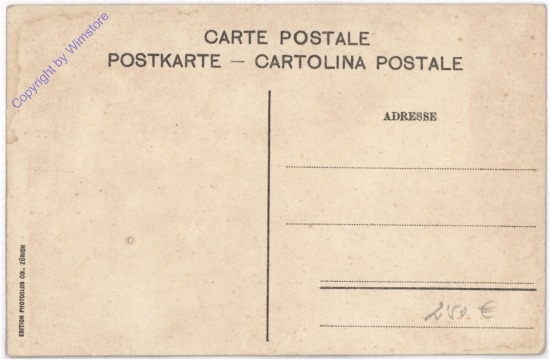 Copyright by Wimstore
CARTE POSTALE
POSTKARTE — CARTOLINA POSTALE
ADRESSE
EDITION PHOTOGLOB CO., ZÜRICH
2'50. €